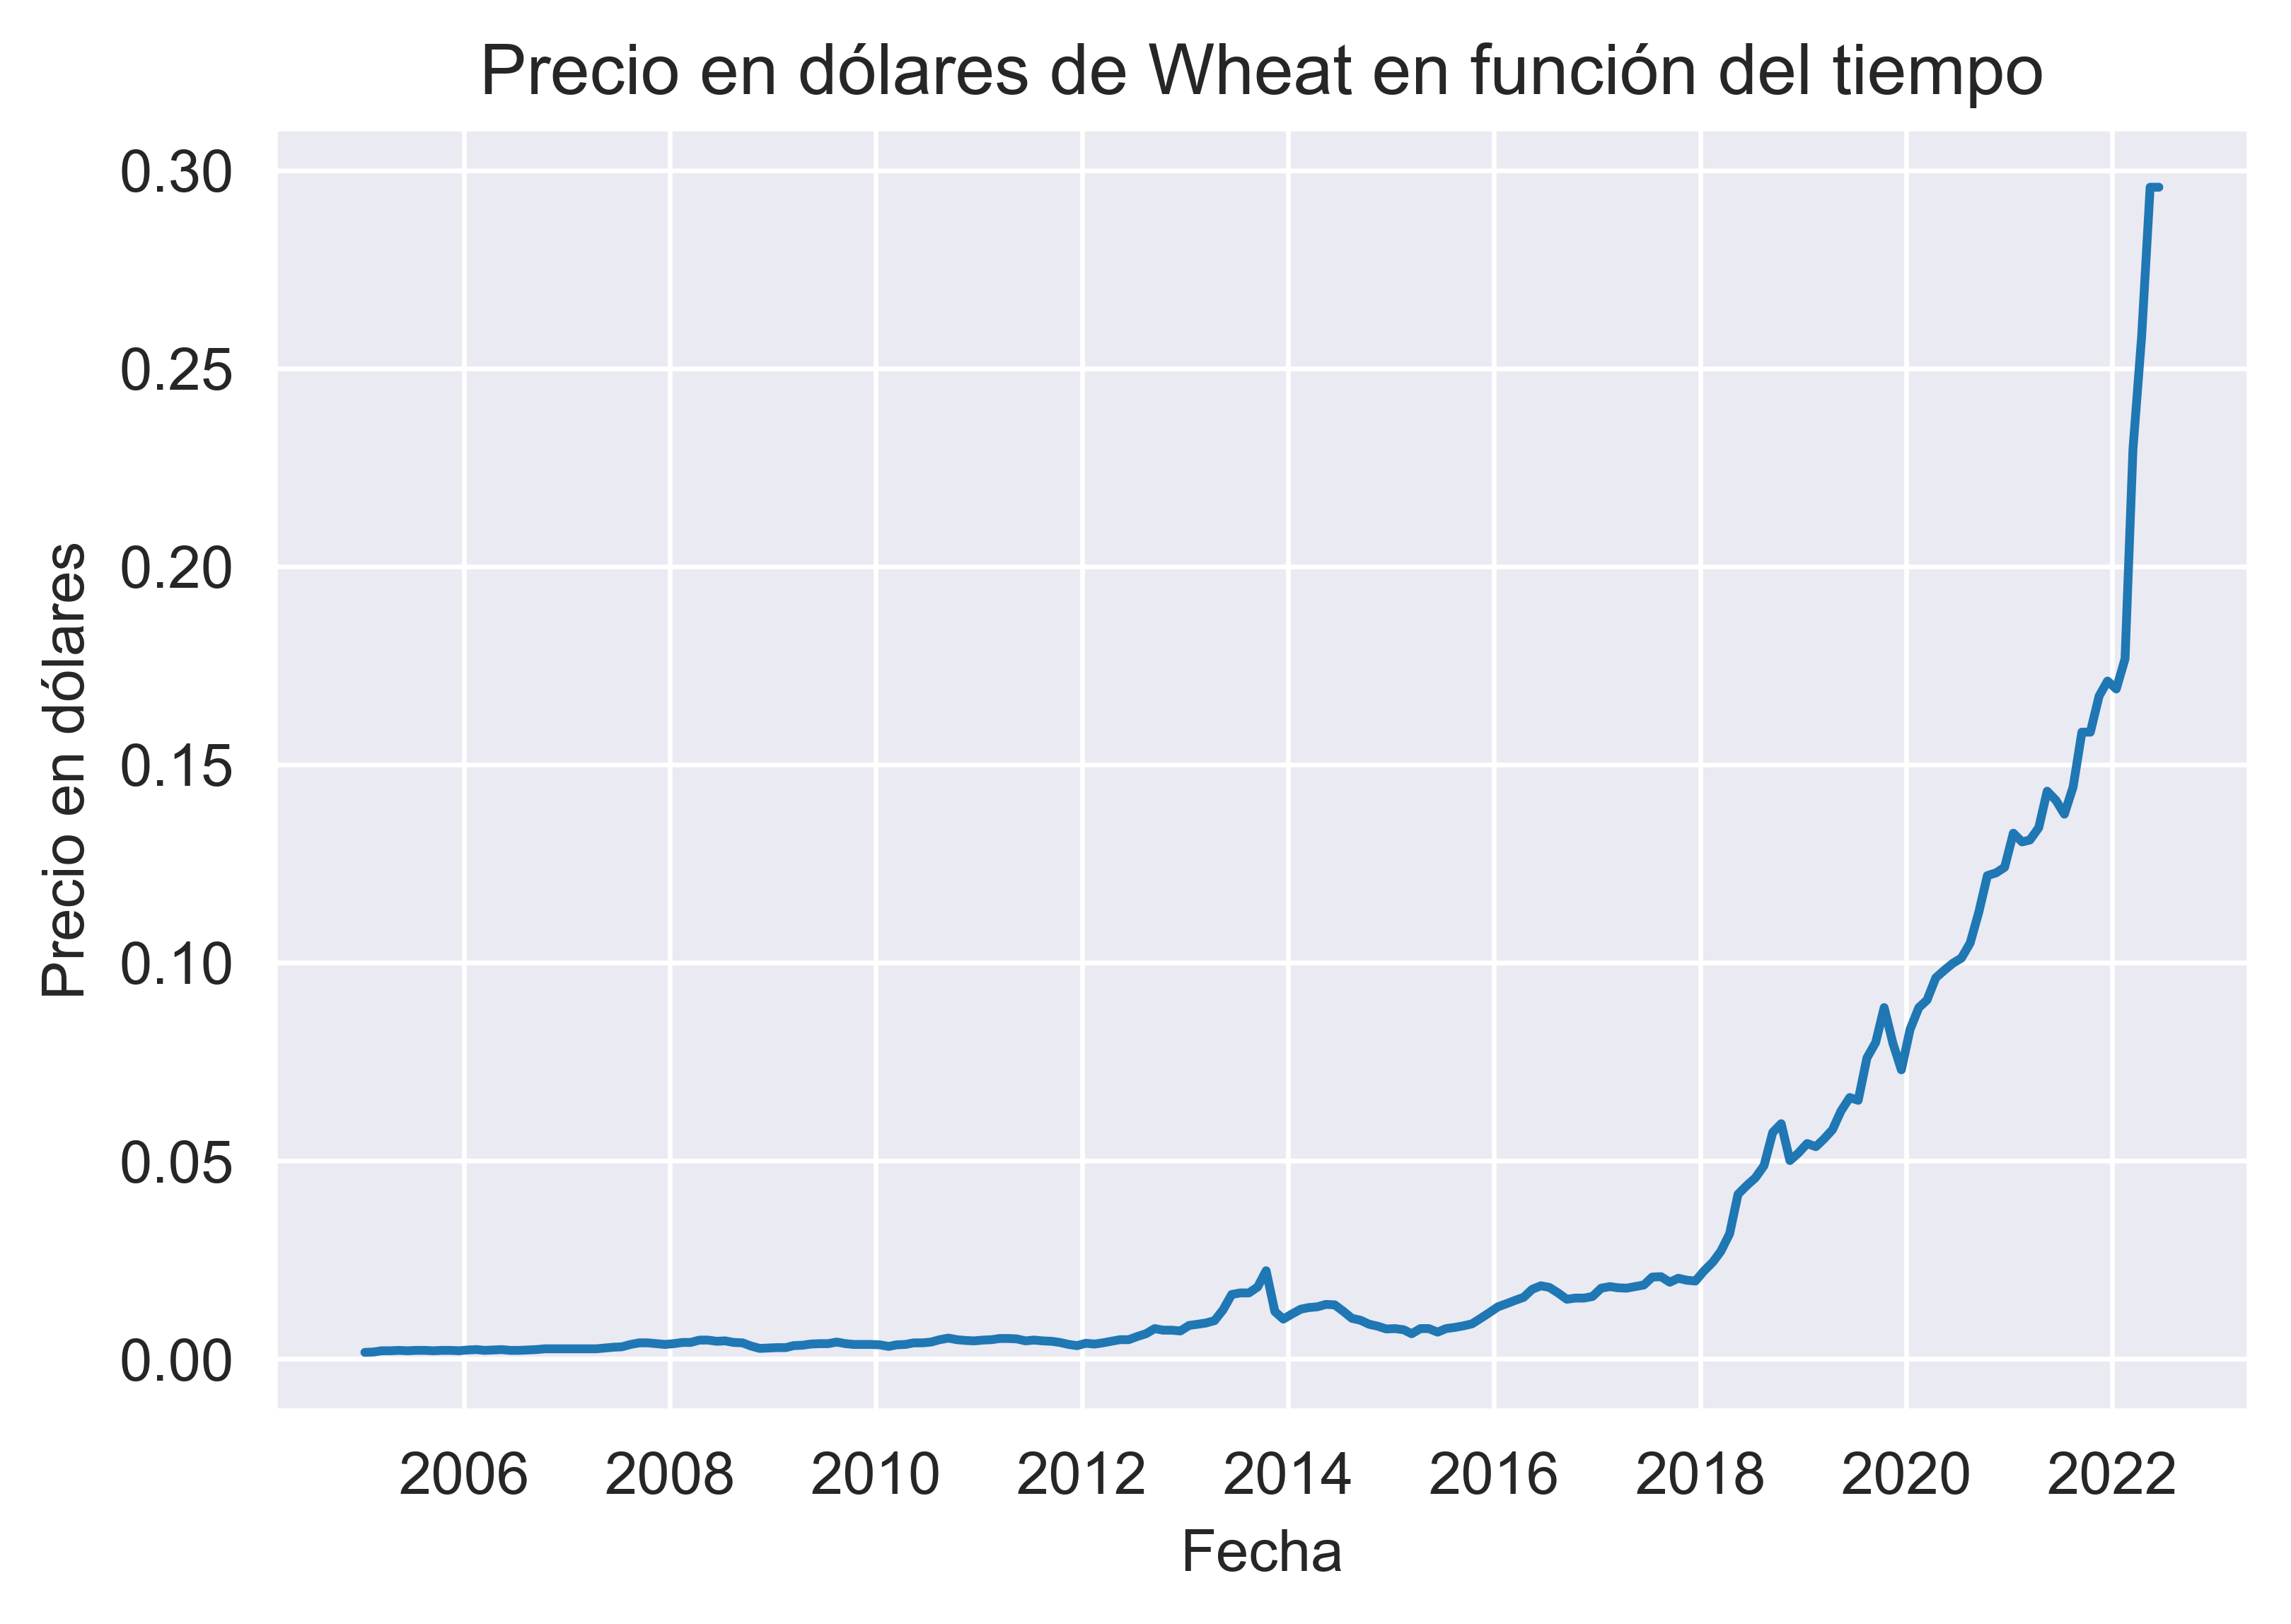 Precio en dólares de Wheat en función del tiempo
Precio en dólares
0.30
0.25
0.20
0.15
0.10
0.05
0.00
2006 2008 2010 2012 2014 2016 2018 2020 2022
Fecha